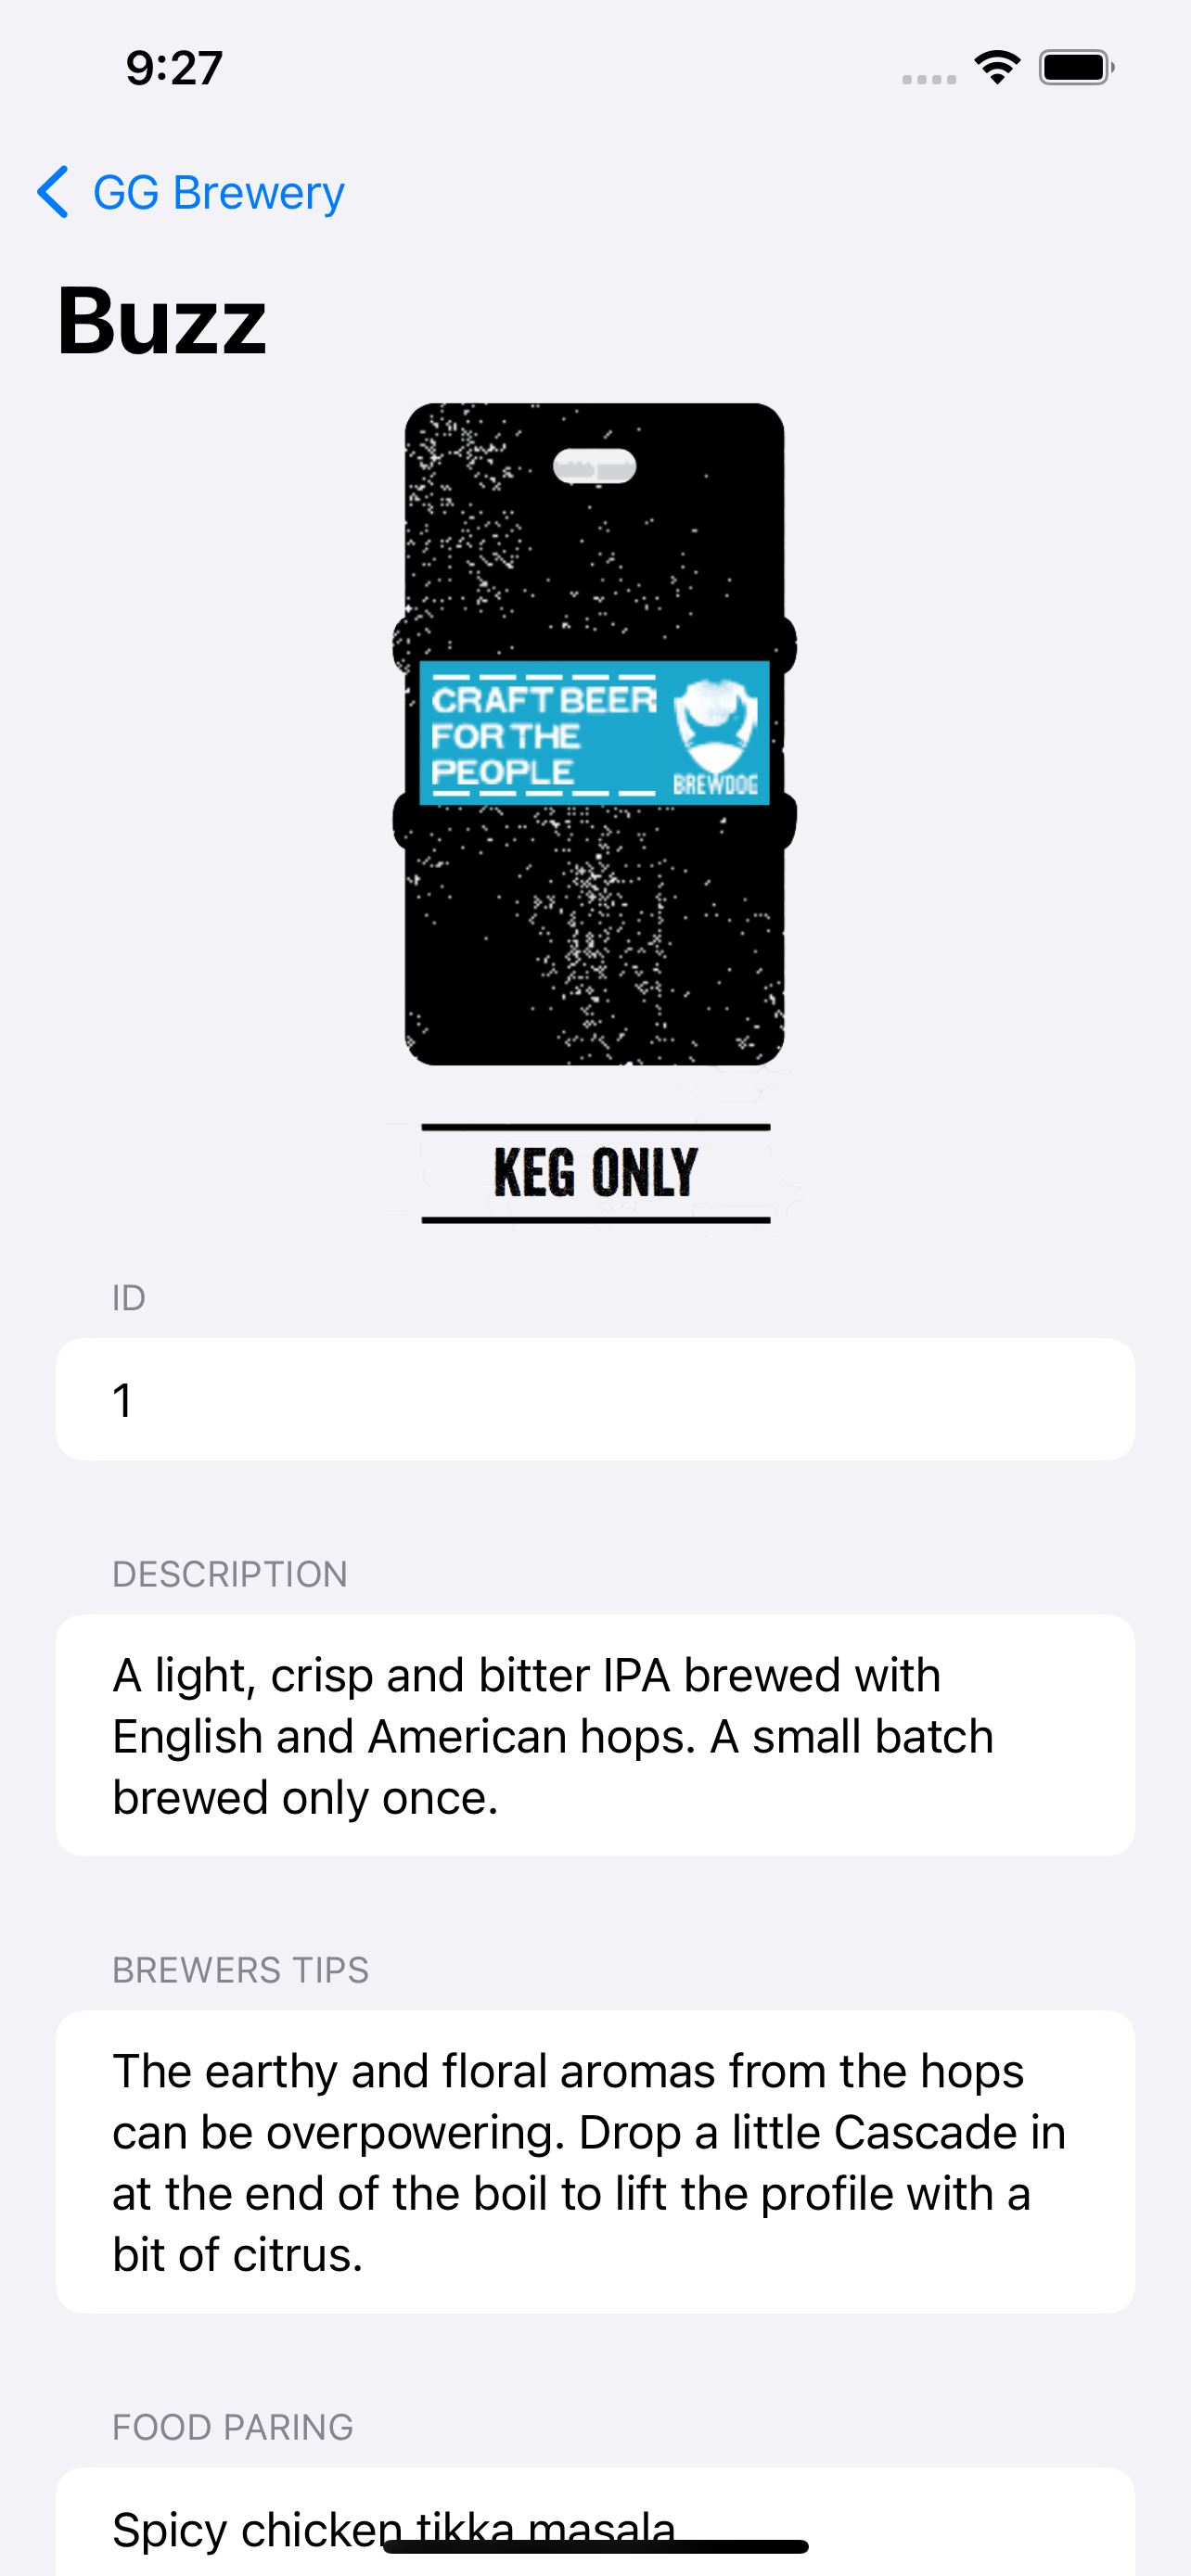 9:27
GG Brewery
Buzz
CRAFT BEER
FOR THE
PEOPLE
BREWDOG
KEG ONLY
ID
1
DESCRIPTION
A light, crisp and bitter IPA brewed with
English and American hops. A small batch
brewed only once.
BREWERS TIPS
The earthy and floral aromas from the hops
can be overpowering. Drop a little Cascade in
at the end of the boil to lift the profile with a
bit of citrus.
FOOD PARING
Spicy chicken tikka masala